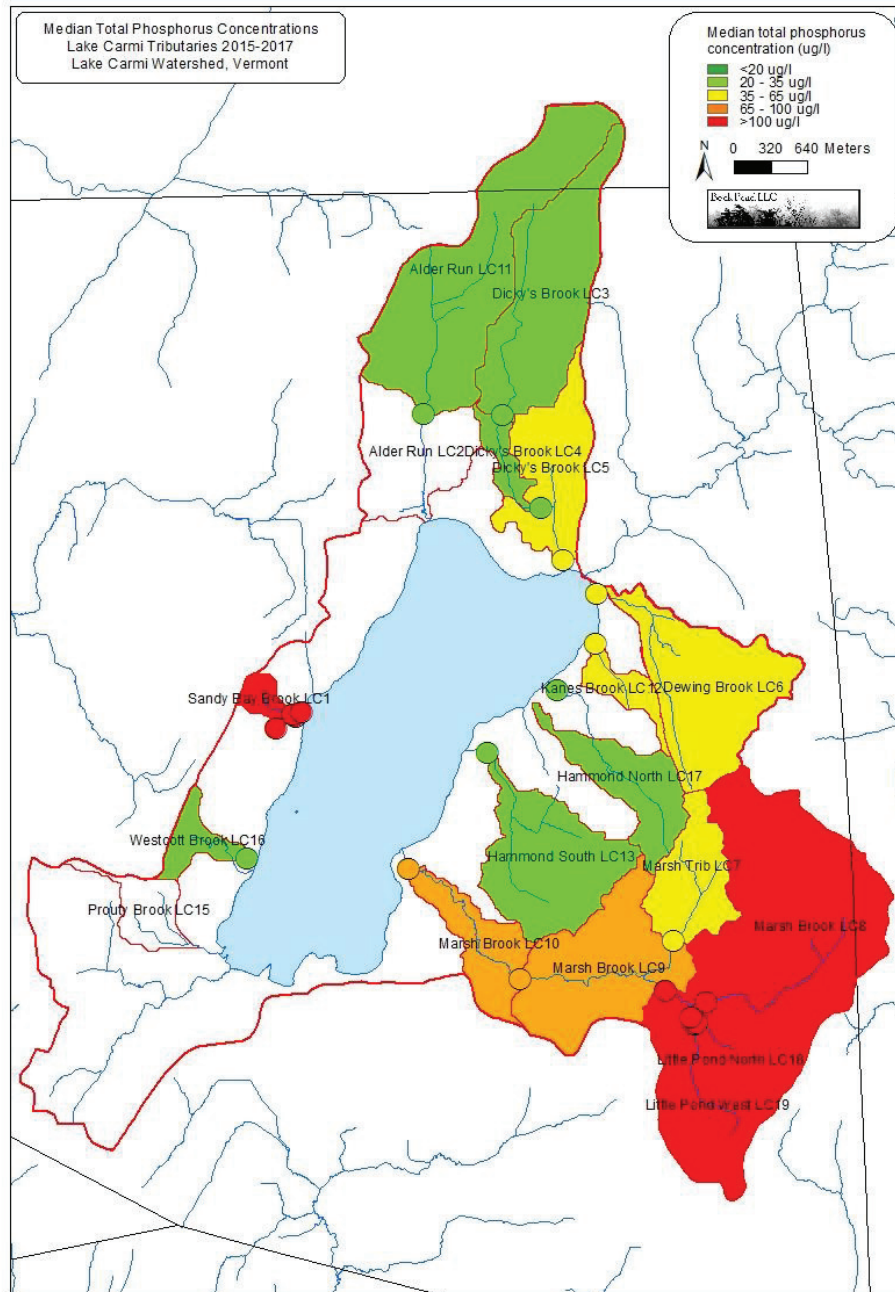 Median Total Phosphorus Concentrations
Lake Carmi Tributaries 2015-2017
Lake Carmi Watershed, Vermont
Median total phosphorus
concentration (ug/l)
<20 ug/l
20 - 35 ug/l
35 - 65 ug/l
65 - 100 ug/l
>100 ug/l
N 0 320 640 Meters
LLC
Alder Run LC11
Dicky's Brook LC3
Alder Run LC2
Dicky's Brook LC4
Dicky's Brook LC5
Sandy Bay Brook LC1
Kanes Brook LC12
Dewing Brook LC6
Hammond North LC17
Westcott Brook LC16
Hammond South LC13
Marsh Trib LC7
Prouty Brook LC15
Marsh Brook LC8
Marsh Brook LC10
Marsh Brook LC9
Little Pond North LC18
Little Pond West LC19